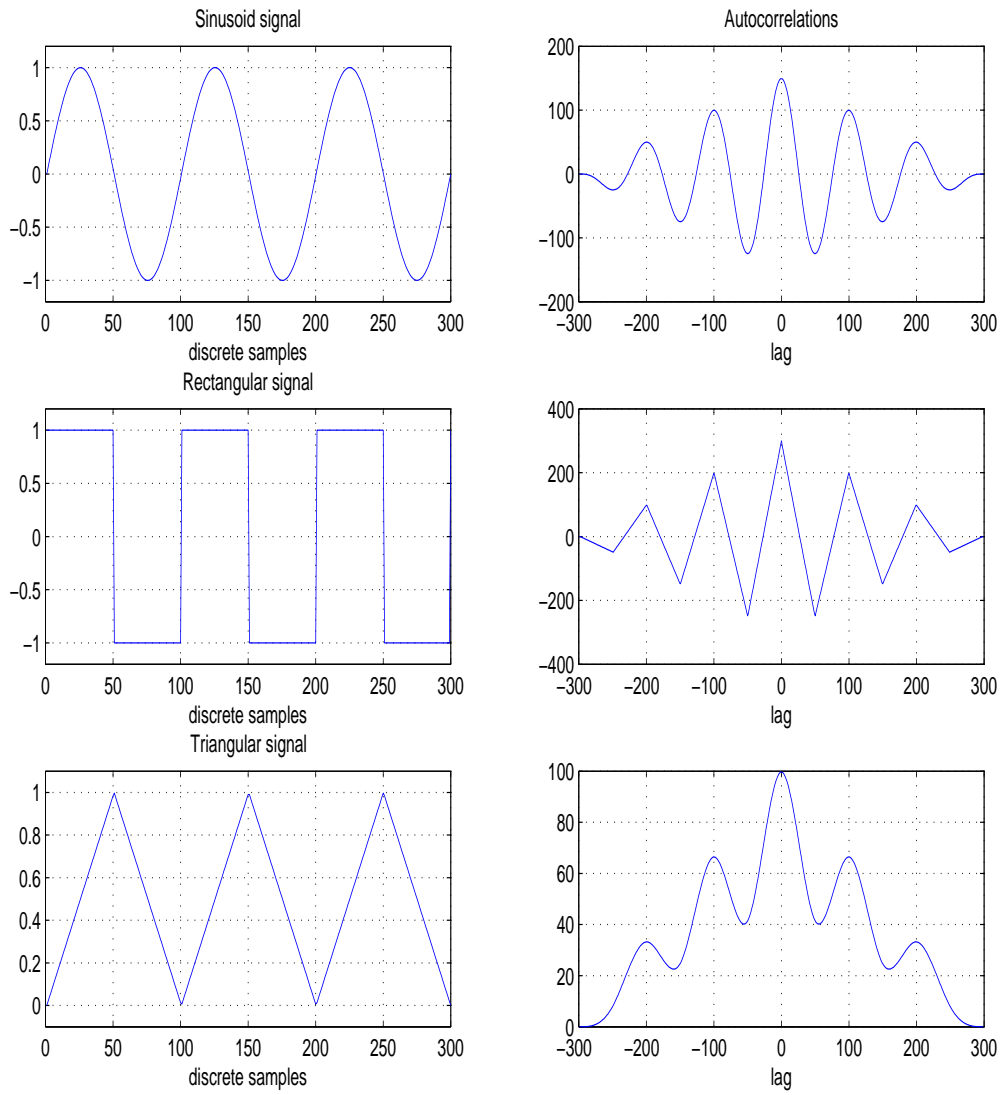 Sinusoid signal
1
0.5
0
−0.5
−1
0 50 100 150 200 250 300
discrete samples
Autocorrelations
200
100
0
−100
−200
−300 −200 −100 0 100 200 300
lag
Rectangular signal
1
0.5
0
−0.5
−1
0 50 100 150 200 250 300
discrete samples
400
200
0
−200
−400
−300 −200 −100 0 100 200 300
lag
Triangular signal
1
0.8
0.6
0.4
0.2
0
0 50 100 150 200 250 300
discrete samples
100
80
60
40
20
0
−300 −200 −100 0 100 200 300
lag